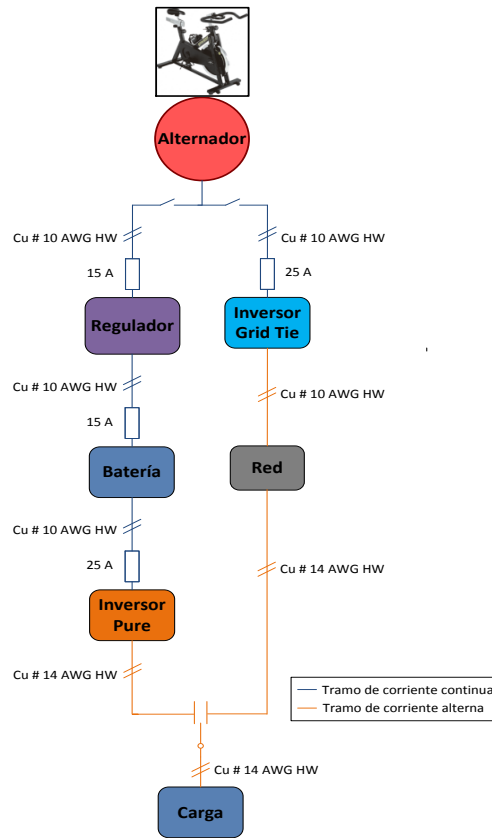 Alternador
Cu # 10 AWG HW
Cu # 10 AWG HW
15 A
25 A
Regulador
Inversor
Grid Tie
Cu # 10 AWG HW
Cu # 10 AWG HW
15 A
Batería
Red
Cu # 10 AWG HW
25 A
Cu # 14 AWG HW
Inversor
Pure
Cu # 14 AWG HW
Tramo de corriente continua
Tramo de corriente alterna
Cu # 14 AWG HW
Carga